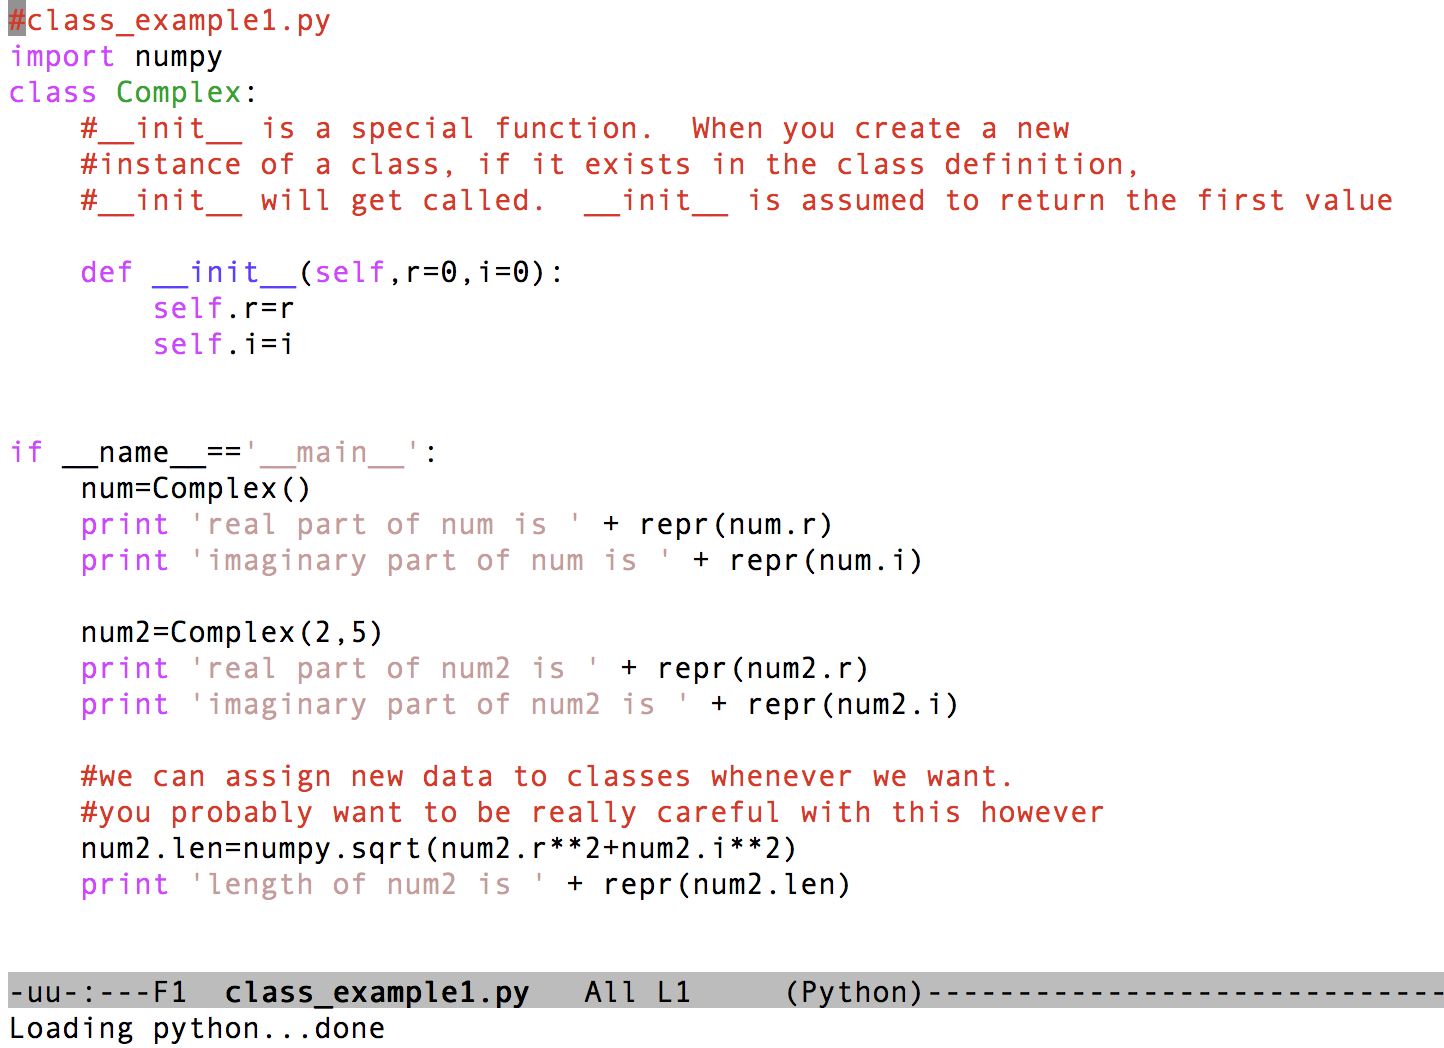 #class_example1.py
import numpy
class Complex:
    #__init__ is a special function.  When you create a new
    #instance of a class, if it exists in the class definition,
    #__init__ will get called.  __init__ is assumed to return the first value
    def __init__(self,r=0,i=0):
        self.r=r
        self.i=i
if __name__=='__main__':
    num=Complex()
    print 'real part of num is ' + repr(num.r)
    print 'imaginary part of num is ' + repr(num.i)
    num2=Complex(2,5)
    print 'real part of num2 is ' + repr(num2.r)
    print 'imaginary part of num2 is ' + repr(num2.i)
    #we can assign new data to classes whenever we want.
    #you probably want to be really careful with this however
    num2.len=numpy.sqrt(num2.r**2+num2.i**2)
    print 'length of num2 is ' + repr(num2.len)
-uu-:---F1  class_example1.py   All L1     (Python)-----------------------------
Loading python...done